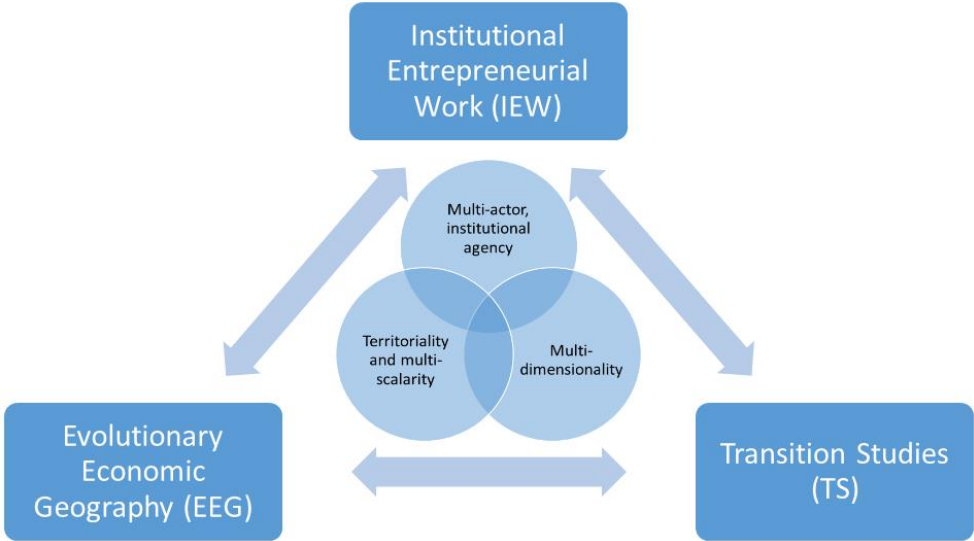 Institutional
Entrepreneurial
Work (IEW)
Multi-actor,
institutional
agency
Territoriality
and multi-
scalarity
Multi-
dimensionality
Evolutionary
Economic
Geography (EEG)
Transition Studies
(TS)